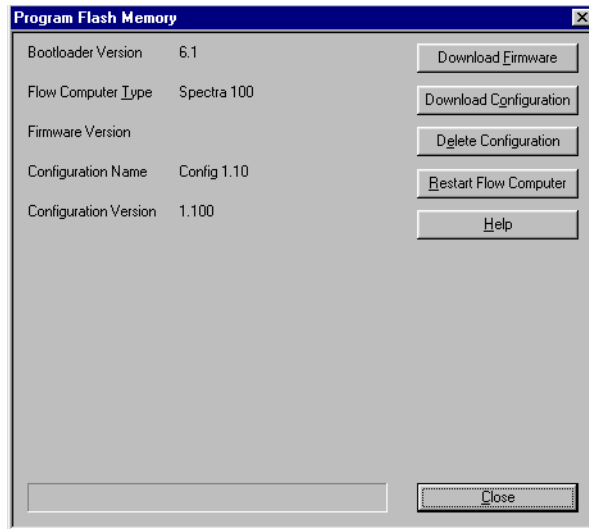 Program Flash Memory
Bootloader Version 6.1
Download Firmware
Flow Computer Type Spectra 100
Download Configuration
Firmware Version
Delete Configuration
Configuration Name Config 1.10
Restart Flow Computer
Configuration Version 1.100
Help
Close